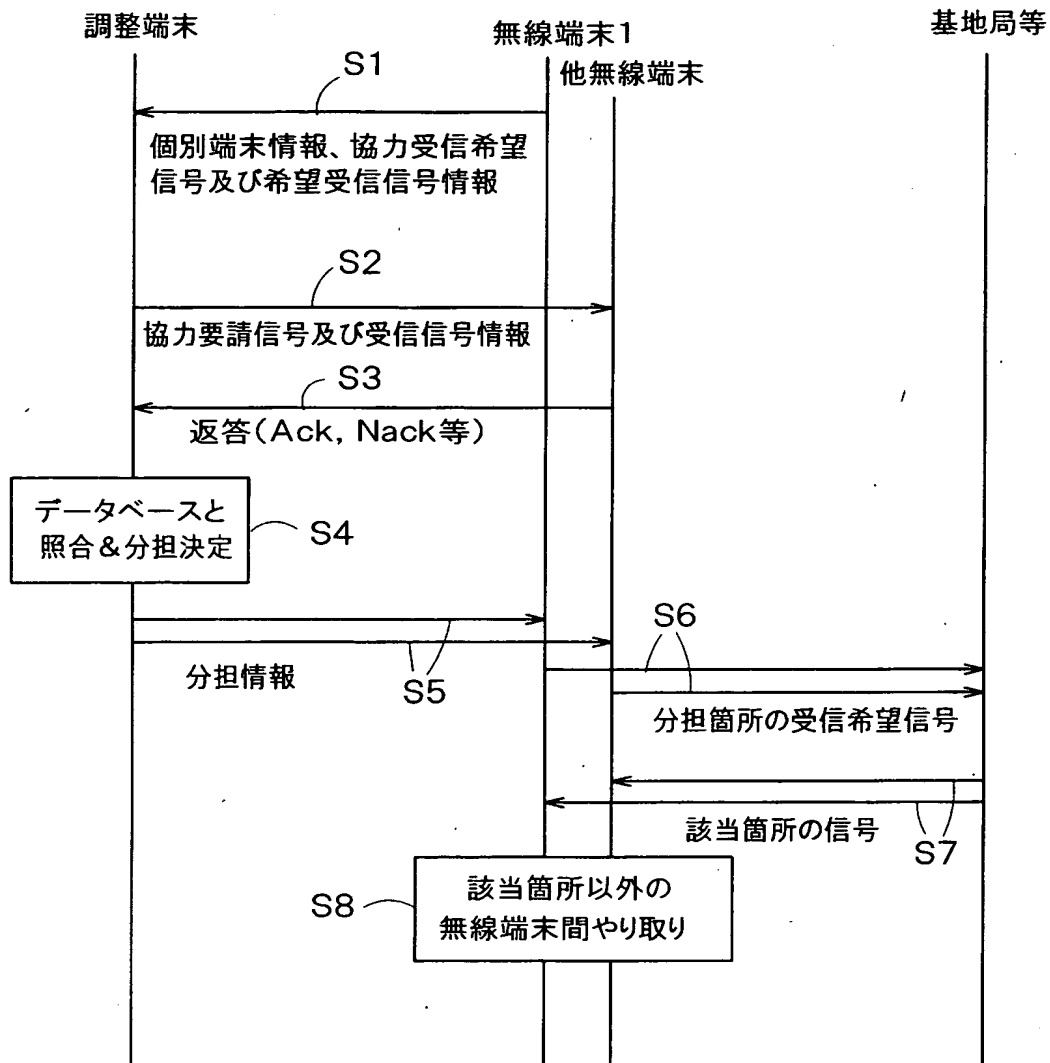 調整端末
無線端末1
他無線端末
基地局等
S1
個別端末情報、協力受信希望
信号及び希望受信信号情報
S2
協力要請信号及び受信信号情報
S3
返答(Ack, Nack等)
データベースと
照合&分担決定
S4
分担情報
S5
S6
分担箇所の受信希望信号
該当箇所の信号
S7
S8
該当箇所以外の
無線端末間やり取り